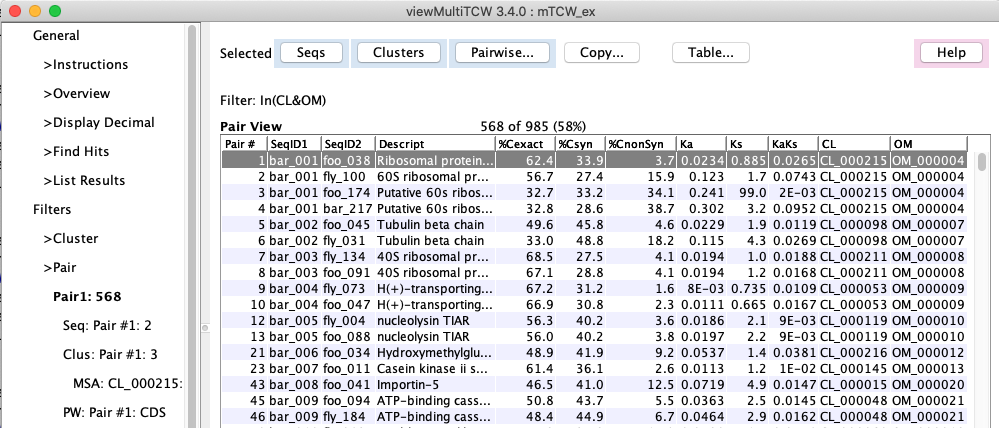 viewMultiTCW 3.4.0 : mTCW_ex
General
>Instructions
>Overview
>Display Decimal
>Find Hits
>List Results
Filters
>Cluster
>Pair
Pair1: 568
Seq: Pair #1: 2
Clus: Pair #1: 3
MSA: CL_000215:
PW: Pair #1: CDS
Selected Seqs Clusters Pairwise... Copy... Table... Help
Filter: In(CL&OM)
Pair View 568 of 985 (58%)
Pair # SeqID1 SeqID2 Descript %Cexact %Csyn %CnonSyn Ka Ks KaKs CL OM
1 bar_001 foo_038 Ribosomal protein... 62.4 33.9 3.7 0.0234 0.885 0.0265 CL_000215 OM_000004
2 bar_001 fly_100 60S ribosomal pr... 56.7 27.4 15.9 0.123 1.7 0.0743 CL_000215 OM_000004
3 bar_001 foo_174 Putative 60s ribos... 32.7 33.2 34.1 0.241 99.0 2E-03 CL_000215 OM_000004
4 bar_001 bar_217 Putative 60s ribos... 32.8 28.6 38.7 0.302 3.2 0.0952 CL_000215 OM_000004
5 bar_002 foo_045 Tubulin beta chain 49.6 45.8 4.6 0.0229 1.9 0.0119 CL_000098 OM_000007
6 bar_002 fly_031 Tubulin beta chain 33.0 48.8 18.2 0.115 4.3 0.0269 CL_000098 OM_000007
7 bar_003 fly_134 40S ribosomal pr... 68.5 27.5 4.1 0.0194 1.0 0.0188 CL_000211 OM_000008
8 bar_003 foo_091 40S ribosomal pr... 67.1 28.8 4.1 0.0194 1.2 0.0168 CL_000211 OM_000008
9 bar_004 fly_073 H(+)-transporting... 67.2 31.2 1.6 8E-03 0.735 0.0109 CL_000053 OM_000009
10 bar_004 foo_047 H(+)-transporting... 66.9 30.8 2.3 0.0111 0.665 0.0167 CL_000053 OM_000009
12 bar_005 fly_004 nucleolysin TIAR 56.3 40.2 3.6 0.0186 2.1 9E-03 CL_000119 OM_000010
13 bar_005 foo_088 nucleolysin TIAR 56.0 40.2 3.8 0.0197 2.2 9E-03 CL_000119 OM_000010
21 bar_006 foo_034 Hydroxymethylglu... 48.9 41.9 9.2 0.0537 1.4 0.0381 CL_000216 OM_000012
23 bar_007 foo_011 Casein kinase ii s... 61.4 36.1 2.6 0.0113 1.2 1E-02 CL_000145 OM_000013
43 bar_008 foo_041 Importin-5 46.5 41.0 12.5 0.0719 4.9 0.0147 CL_000015 OM_000020
45 bar_009 foo_094 ATP-binding cass... 50.8 43.7 5.5 0.0363 2.5 0.0145 CL_000048 OM_000021
46 bar_009 fly_184 ATP-binding cass... 48.4 44.9 6.7 0.0464 2.9 0.0162 CL_000048 OM_000021